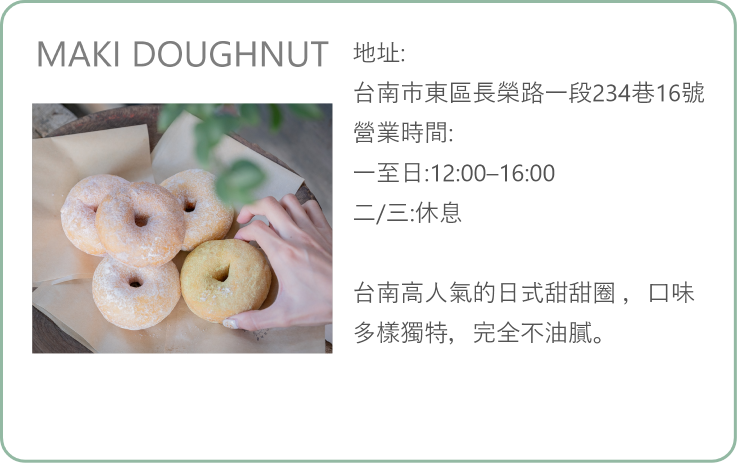 MAKI DOUGHNUT
地址:
台南市東區長榮路一段234巷16號
營業時間:
一至日:12:00–16:00
二/三:休息
台南高人氣的日式甜甜圈 ，口味
多樣獨特，完全不油膩。